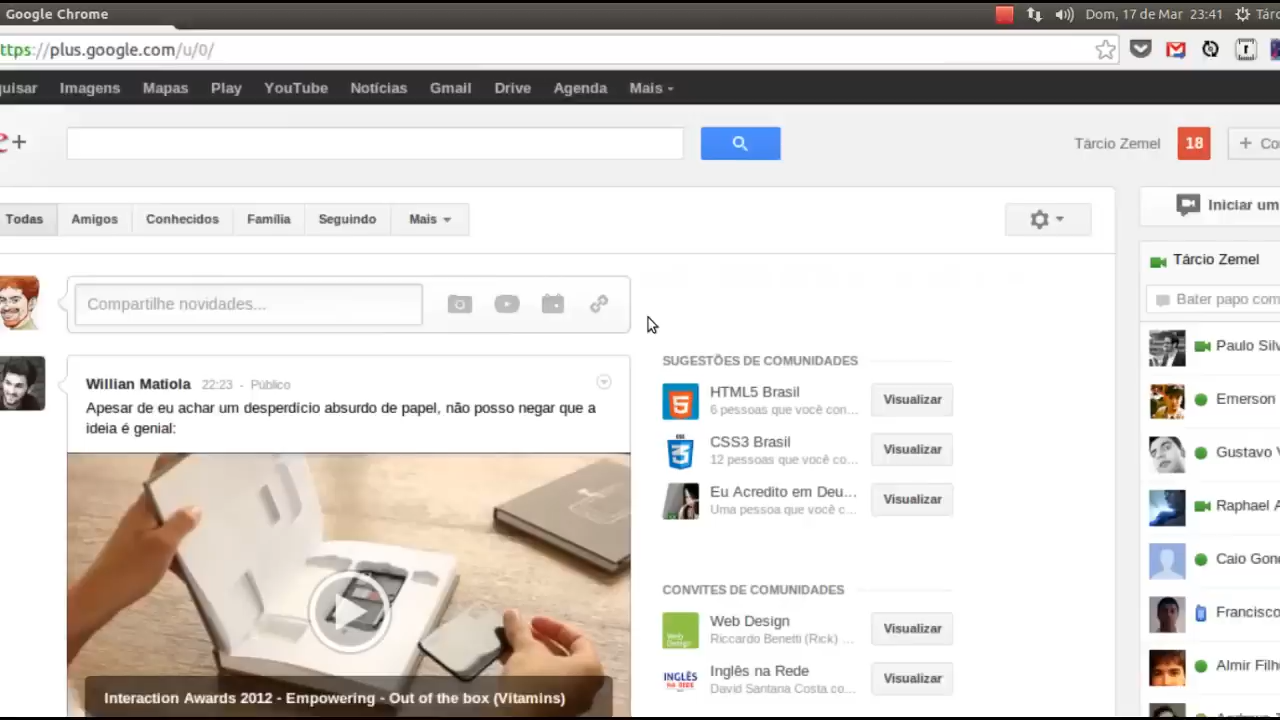 Google Chrome
Dom, 17 de Mar 23:41
ttps://plus.google.com/u/0/
Imagens Mapas Play YouTube Notícias Gmail Drive Agenda Mais
Tárcio Zemel 18
Todas Amigos Conhecidos Família Seguindo Mais
Iniciar um
Tárcio Zemel
Compartilhe novidades...
Bater papo com
SUGESTÕES DE COMUNIDADES
HTML5 Brasil
6 pessoas que você con...
Visualizar
CSS3 Brasil
12 pessoas que você co...
Visualizar
Eu Acredito em Deu...
Uma pessoa que você c...
Visualizar
CONVITES DE COMUNIDADES
Web Design
Riccardo Benetti (Rick) ...
Visualizar
Inglês na Rede
David Santana Costa co...
Visualizar
INGLÊS
NA REDE
Willian Matiola 22:23 - Público
Apesar de eu achar um desperdício absurdo de papel, não posso negar que a
ideia é genial:
Interaction Awards 2012 - Empowering - Out of the box (Vitamins)
Paulo Silv
Emerson
Gustavo
Raphael A
Caio Gon
Francisco
Almir Filh